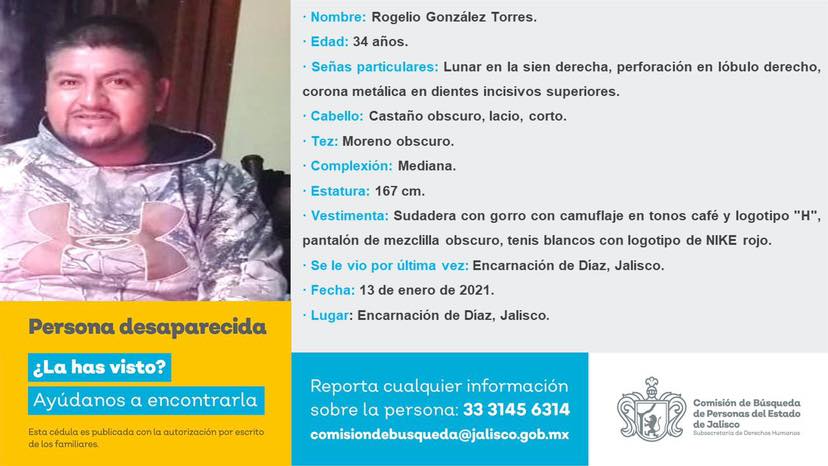 · Nombre: Rogelio González Torres.
· Edad: 34 años.
· Señas particulares: Lunar en la sien derecha, perforación en lóbulo derecho,
corona metálica en dientes incisivos superiores.
· Cabello: Castaño obscuro, lacio, corto.
· Tez: Moreno obscuro.
· Complexión: Mediana.
· Estatura: 167 cm.
· Vestimenta: Sudadera con gorro con camuflaje en tonos café y logotipo "H",
pantalón de mezclilla obscuro, tenis blancos con logotipo de NIKE rojo.
· Se le vio por última vez: Encarnación de Díaz, Jalisco.
· Fecha: 13 de enero de 2021.
· Lugar: Encarnación de Díaz, Jalisco.
Persona desaparecida
¿La has visto?
Ayúdanos a encontrarla
Esta cédula es publicada con la autorización por escrito
de los familiares.
Reporta cualquier información
sobre la persona: 33 3145 6314
comisiondebusqueda@jalisco.gob.mx
Comisión de Búsqueda
de Personas del Estado
de Jalisco
Subsecretaría de Derechos Humanos